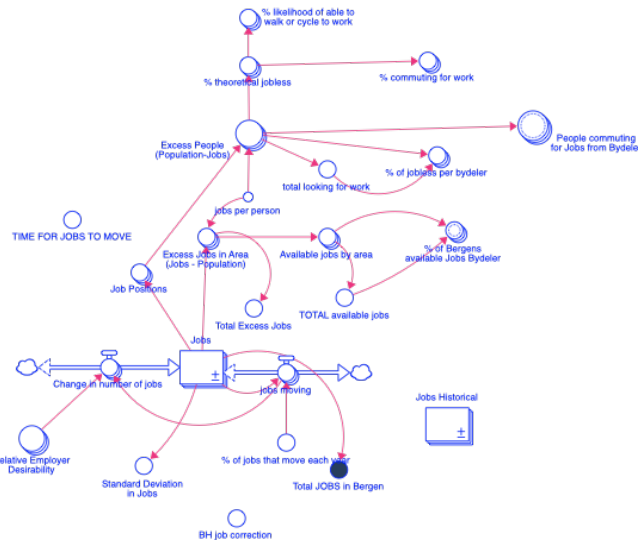 % likelihood of able to
walk or cycle to work
% theoretical jobless
% commuting for work
Excess People
(Population-Jobs)
People commuting
for Jobs from Bydele
% of jobless per bydeler
total looking for work
jobs per person
TIME FOR JOBS TO MOVE
Excess Jobs in Area
(Jobs - Population)
Available jobs by area
% of Bergens
available Jobs Bydeler
Job Positions
Total Excess Jobs
TOTAL available jobs
Jobs
Change in number of jobs
jobs moving
Jobs Historical
elative Employer
Desirability
Standard Deviation
in Jobs
% of jobs that move each year
Total JOBS in Bergen
BH job correction